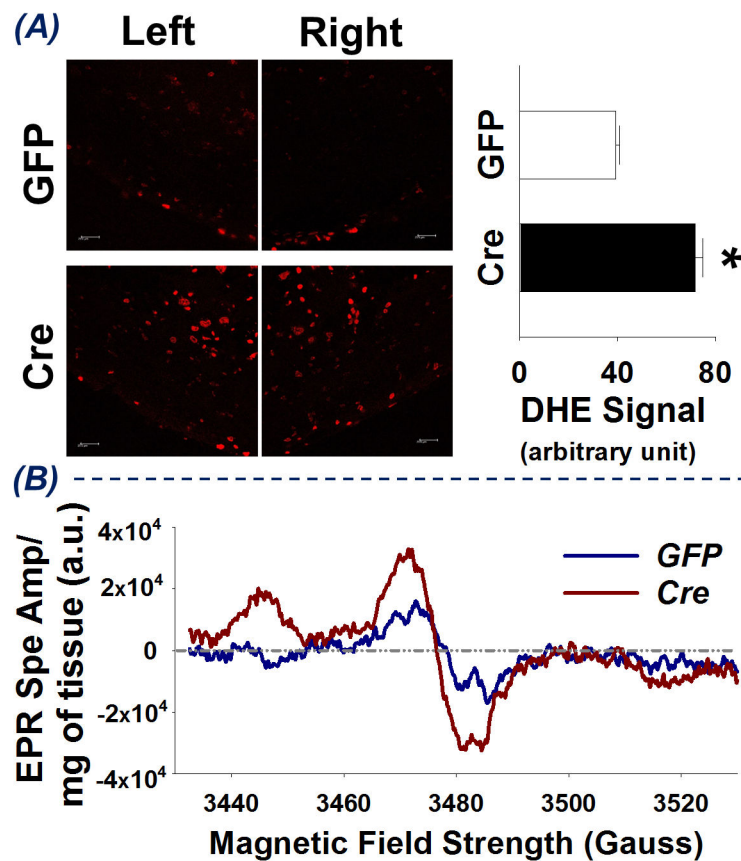 (A)
Left Right
GFP
Cre
GFP
Cre
*
0 40 80
DHE Signal
(arbitrary unit)
(B)
EPR Spe Amp/
mg of tissue (a.u.)
4x10⁴
2x10⁴
0
-2x10⁴
-4x10⁴
GFP
Cre
3440 3460 3480 3500 3520
Magnetic Field Strength (Gauss)